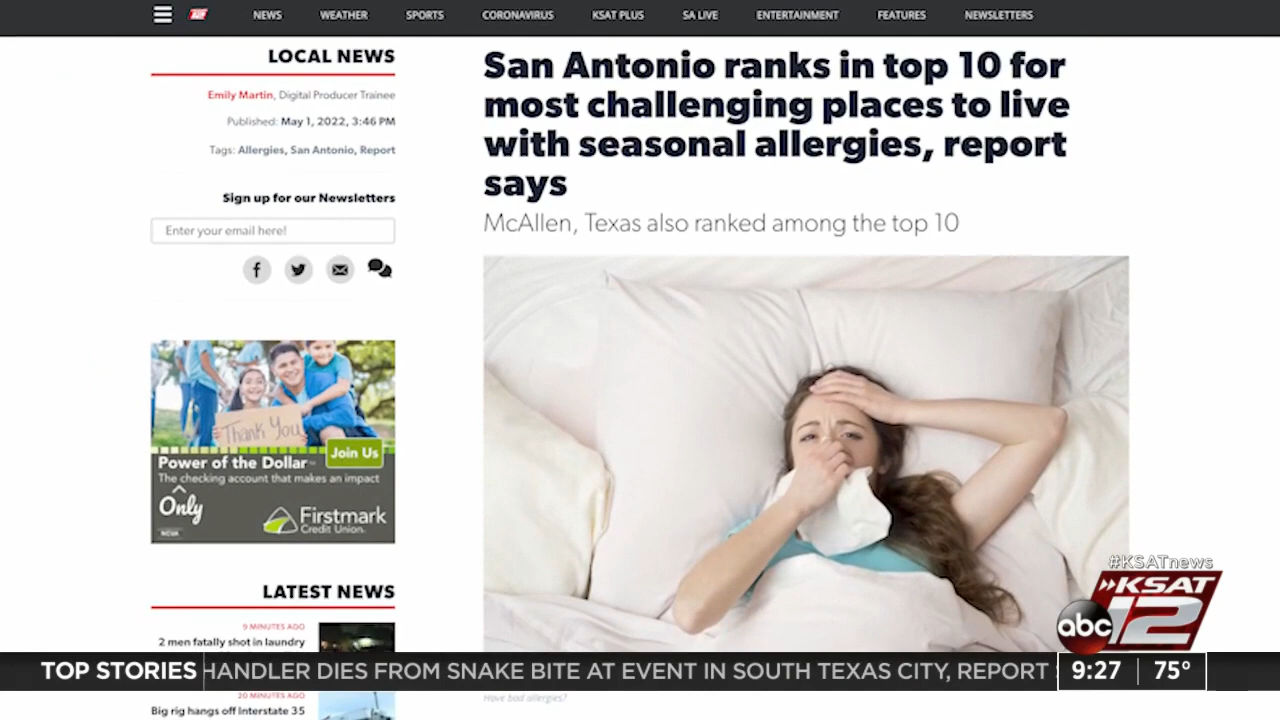 NEWS WEATHER SPORTS CORONAVIRUS KSAT PLUS SA LIVE ENTERTAINMENT FEATURES NEWSLETTERS
LOCAL NEWS
Emily Martin, Digital Producer Trainee
Published: May 1, 2022, 3:46 PM
Tags: Allergies, San Antonio, Report
Sign up for our Newsletters
Enter your email here!
San Antonio ranks in top 10 for
most challenging places to live
with seasonal allergies, report
says
McAllen, Texas also ranked among the top 10
Thank You
Join Us
Power of the Dollar
The checking account that makes an impact
Only
Firstmark
Credit Union
NCUA
LATEST NEWS
9 MINUTES AGO
2 men fatally shot in laundry
20 MINUTES AGO
Big rig hangs off Interstate 35
Have bad allergies?
#KSATnews
KSAT
12
abc
TOP STORIES HANDLER DIES FROM SNAKE BITE AT EVENT IN SOUTH TEXAS CITY, REPORT
9:27 75°